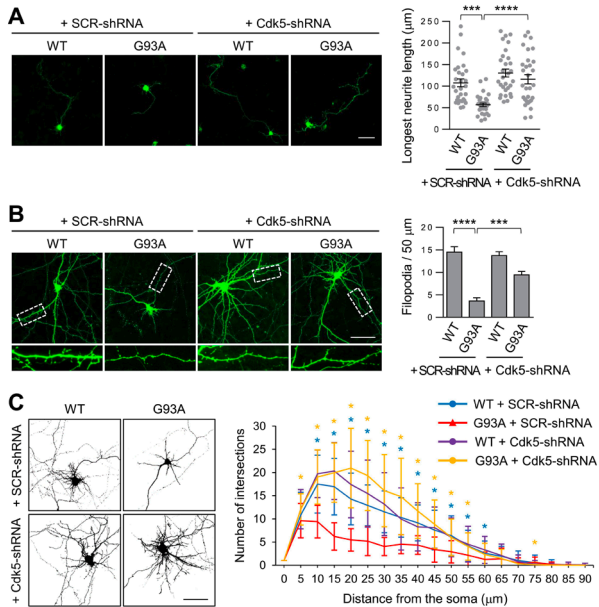 A
+ SCR-shRNA
+ Cdk5-shRNA
WT
G93A
WT
G93A
Longest neurite length (µm)
250
200
150
100
50
0
***
****
WT
G93A
WT
G93A
+ SCR-shRNA
+ Cdk5-shRNA
B
+ SCR-shRNA
+ Cdk5-shRNA
WT
G93A
WT
G93A
Filopodia / 50 µm
20
15
10
5
0
****
***
WT
G93A
WT
G93A
+ SCR-shRNA
+ Cdk5-shRNA
C
WT
G93A
+ SCR-shRNA
+ Cdk5-shRNA
WT + SCR-shRNA
G93A + SCR-shRNA
WT + Cdk5-shRNA
G93A + Cdk5-shRNA
Number of intersections
30
25
20
15
10
5
0
0 5 10 15 20 25 30 35 40 45 50 55 60 65 70 75 80 85 90
Distance from the soma (µm)